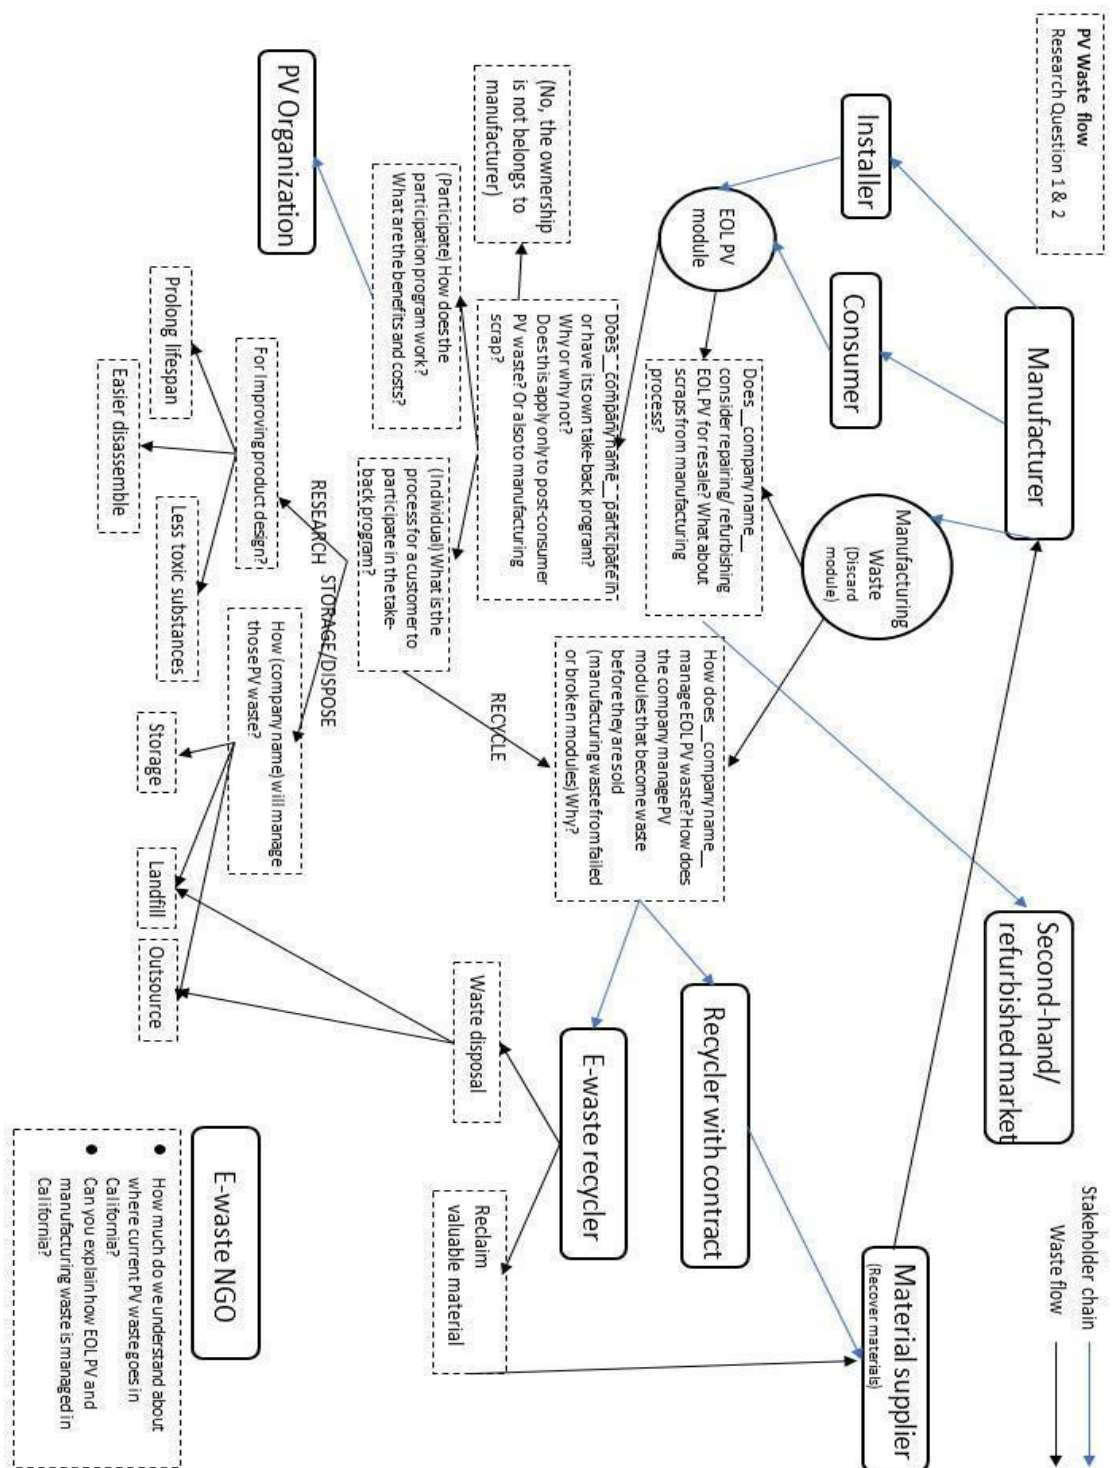 PV Waste flow
Research Question 1 & 2
Manufacturer
Installer
Consumer
EOL PV
module
Manufacturing
Waste
(Discard
module)
Second-hand/
refurbished market
Stakeholder chain
Waste flow
Material supplier
(Recover materials)
Does__company name__
consider repairing/ refurbishing
EOL PV for resale? What about
scraps from manufacturing
process?
How does__company name__
manage EOL PV waste? How does
the company manage PV
modules that become waste
before they are sold
(manufacturing waste from failed
or broken modules) Why?
Recycler with contract
Does__company name__participate in
or have its own take-back program?
Why or why not?
Does this apply only to post-consumer
PV waste? Or also to manufacturing
scrap?
(No, the ownership
is not belongs to
manufacturer)
RECYCLE
E-waste recycler
(Participate) How does the
participation program work?
What are the benefits and costs?
(Individual) What is the
process for a customer to
participate in the take-
back program?
Waste disposal
Reclaim
valuable material
PV Organization
RESEARCH
STORAGE/DISPOSE
For Improving product design?
How (company name) will manage
those PV waste?
Prolong lifespan
Easier disassemble
Less toxic substances
Storage
Landfill
Outsource
E-waste NGO
● How much do we understand about
where current PV waste goes in
California?
● Can you explain how EOL PV and
manufacturing waste is managed in
California?